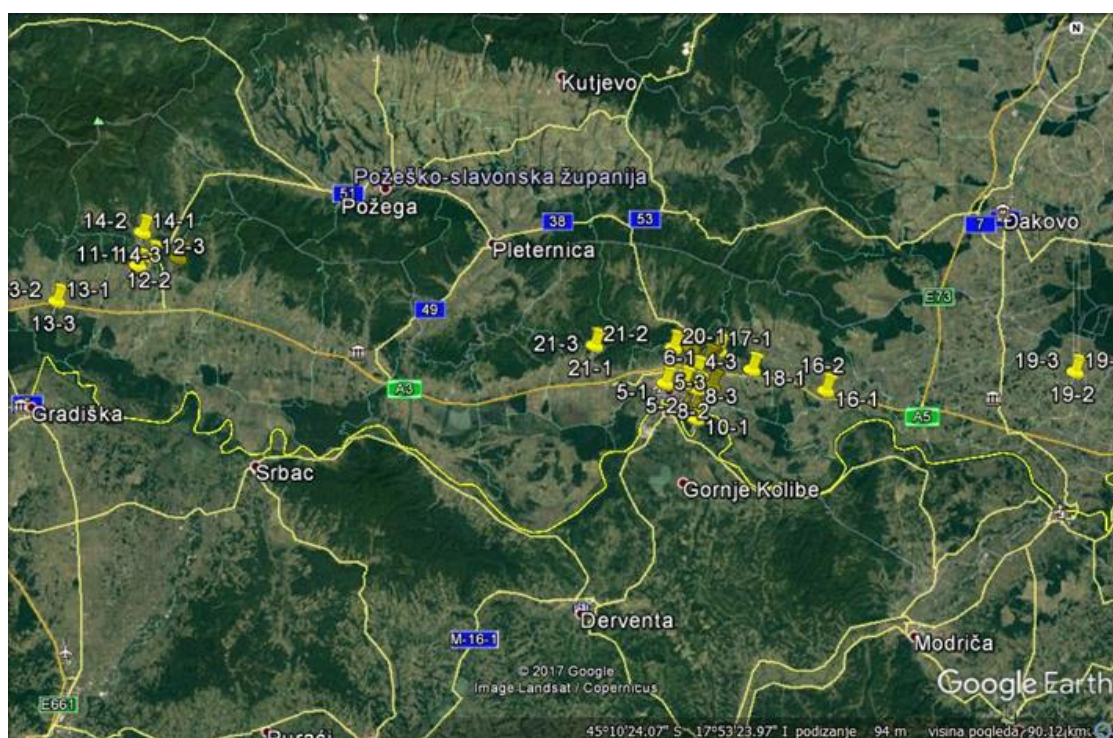 N
Kutjevo
Požeško-slavonska županija
51
Požega
38
53
7
Đakovo
14-2
14-1
12-3
11-1
14-3
12-2
Pleternica
3-2
13-1
13-3
49
E73
21-3
21-2
21-1
20-1
17-1
6-1
4-3
16-2
18-1
16-1
19-3
19-
19-2
5-1
5-3
8-3
5-2
8-2
10-1
A3
A5
Gradiška
Srbac
Gornje Kolibe
Derventa
M-16-1
Modriča
© 2017 Google
Image Landsat / Copernicus
Google Earth
E661
45°10'24.07" S 17°53'23.97" I podizanje 94 m visina pogleda 90.12 km